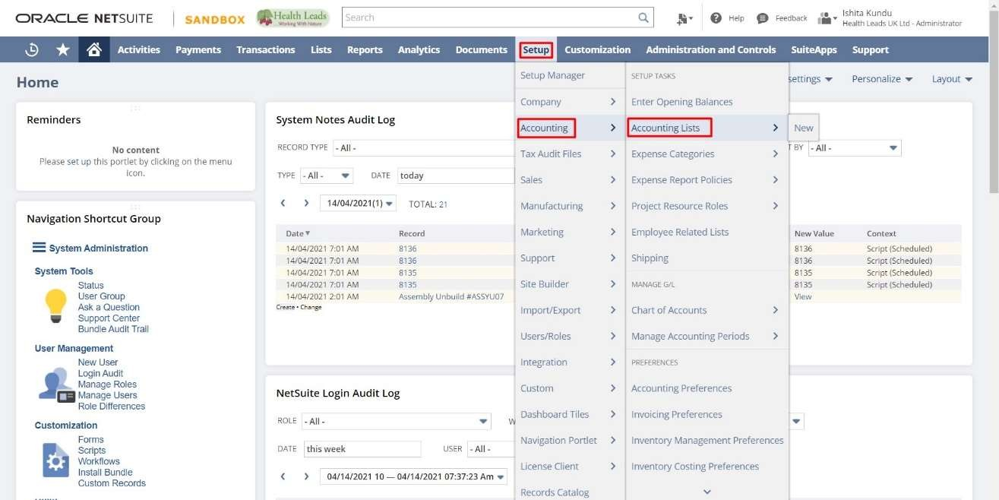 ORACLE NETSUITE
SANDBOX
Health Leads
Working With Nature
Search
Help
Feedback
Ishita Kundu
Health Leads UK Ltd - Administrator
Activities
Payments
Transactions
Lists
Reports
Analytics
Documents
Setup
Customization
Administration and Controls
SuiteApps
Support
Home
settings
Personalize
Layout
Reminders
No content
Please set up this portlet by clicking on the menu
icon.
Navigation Shortcut Group
System Administration
System Tools
Status
User Group
Ask a Question
Support Center
Bundle Audit Trail
User Management
New User
Login Audit
Manage Roles
Manage Users
Role Differences
Customization
Forms
Scripts
Workflows
Install Bundle
Custom Records
System Notes Audit Log
RECORD TYPE - All -
TYPE - All - DATE today
14/04/2021(1) TOTAL: 21
Date Record
14/04/2021 7:01 AM 8136
14/04/2021 7:01 AM 8136
14/04/2021 7:01 AM 8135
14/04/2021 7:01 AM 8135
14/04/2021 2:01 AM Assembly Unbuild #ASSYU07
Create • Change
NetSuite Login Audit Log
ROLE - All - W
DATE this week USER - All -
04/14/2021 10 — 04/14/2021 07:37:23 Am
Setup Manager
Company
Accounting
Tax Audit Files
Sales
Manufacturing
Marketing
Support
Site Builder
Import/Export
Users/Roles
Integration
Custom
Dashboard Tiles
Navigation Portlet
License Client
Records Catalog
SETUP TASKS
Enter Opening Balances
Accounting Lists
Expense Categories
Expense Report Policies
Project Resource Roles
Employee Related Lists
Shipping
MANAGE G/L
Chart of Accounts
Manage Accounting Periods
PREFERENCES
Accounting Preferences
Invoicing Preferences
Inventory Management Preferences
Inventory Costing Preferences
New
T BY - All -
New Value Context
8136 Script (Scheduled)
8136 Script (Scheduled)
8135 Script (Scheduled)
8135 Script (Scheduled)
View